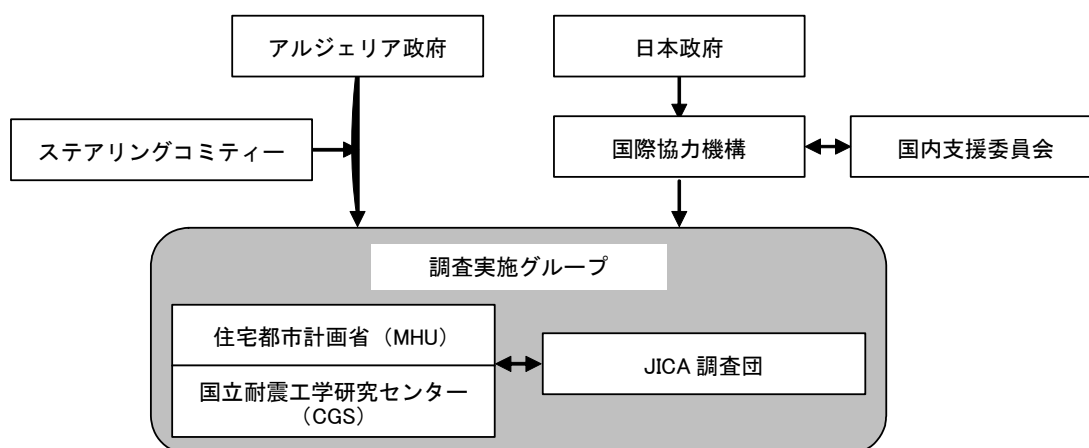 アルジェリア政府
日本政府
ステアリングコミティー
国際協力機構
国内支援委員会
調査実施グループ
住宅都市計画省（MHU）
JICA 調査団
国立耐震工学研究センター
（CGS）